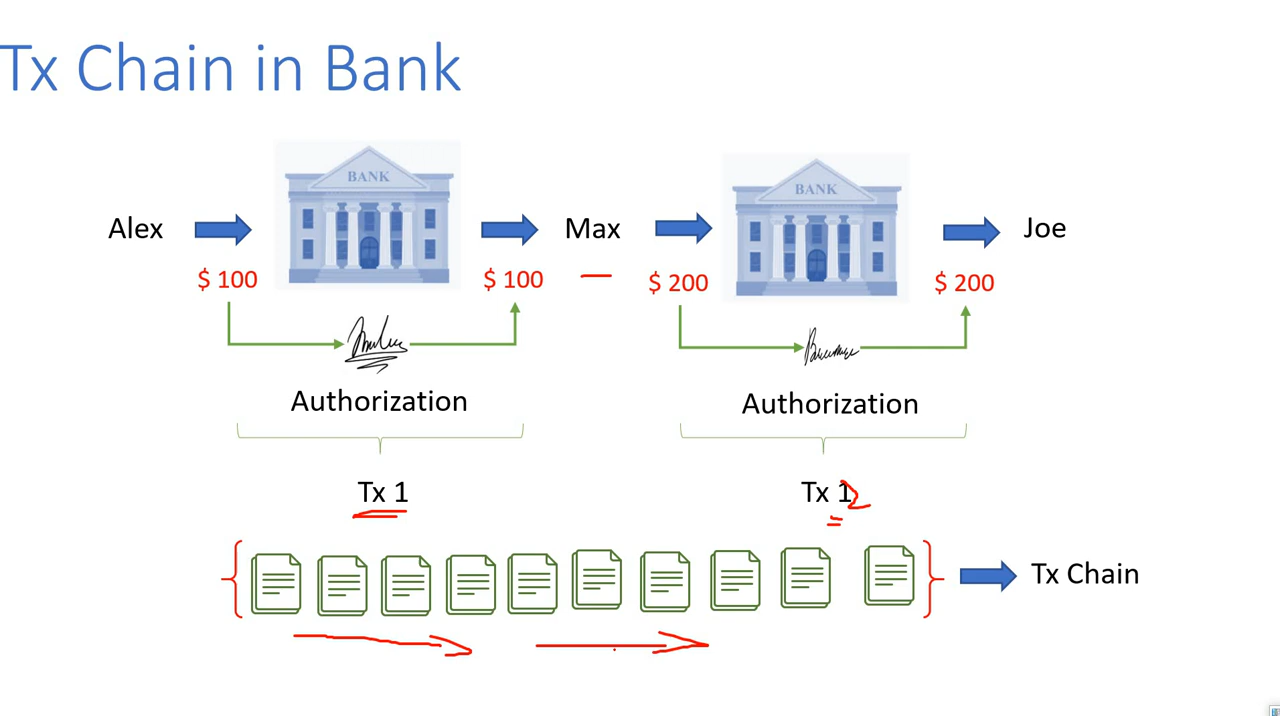 Tx Chain in Bank
BANK
BANK
Alex
Max
Joe
$ 100
$ 100
$ 200
$ 200
Authorization
Authorization
Tx 1
Tx 12
Tx Chain